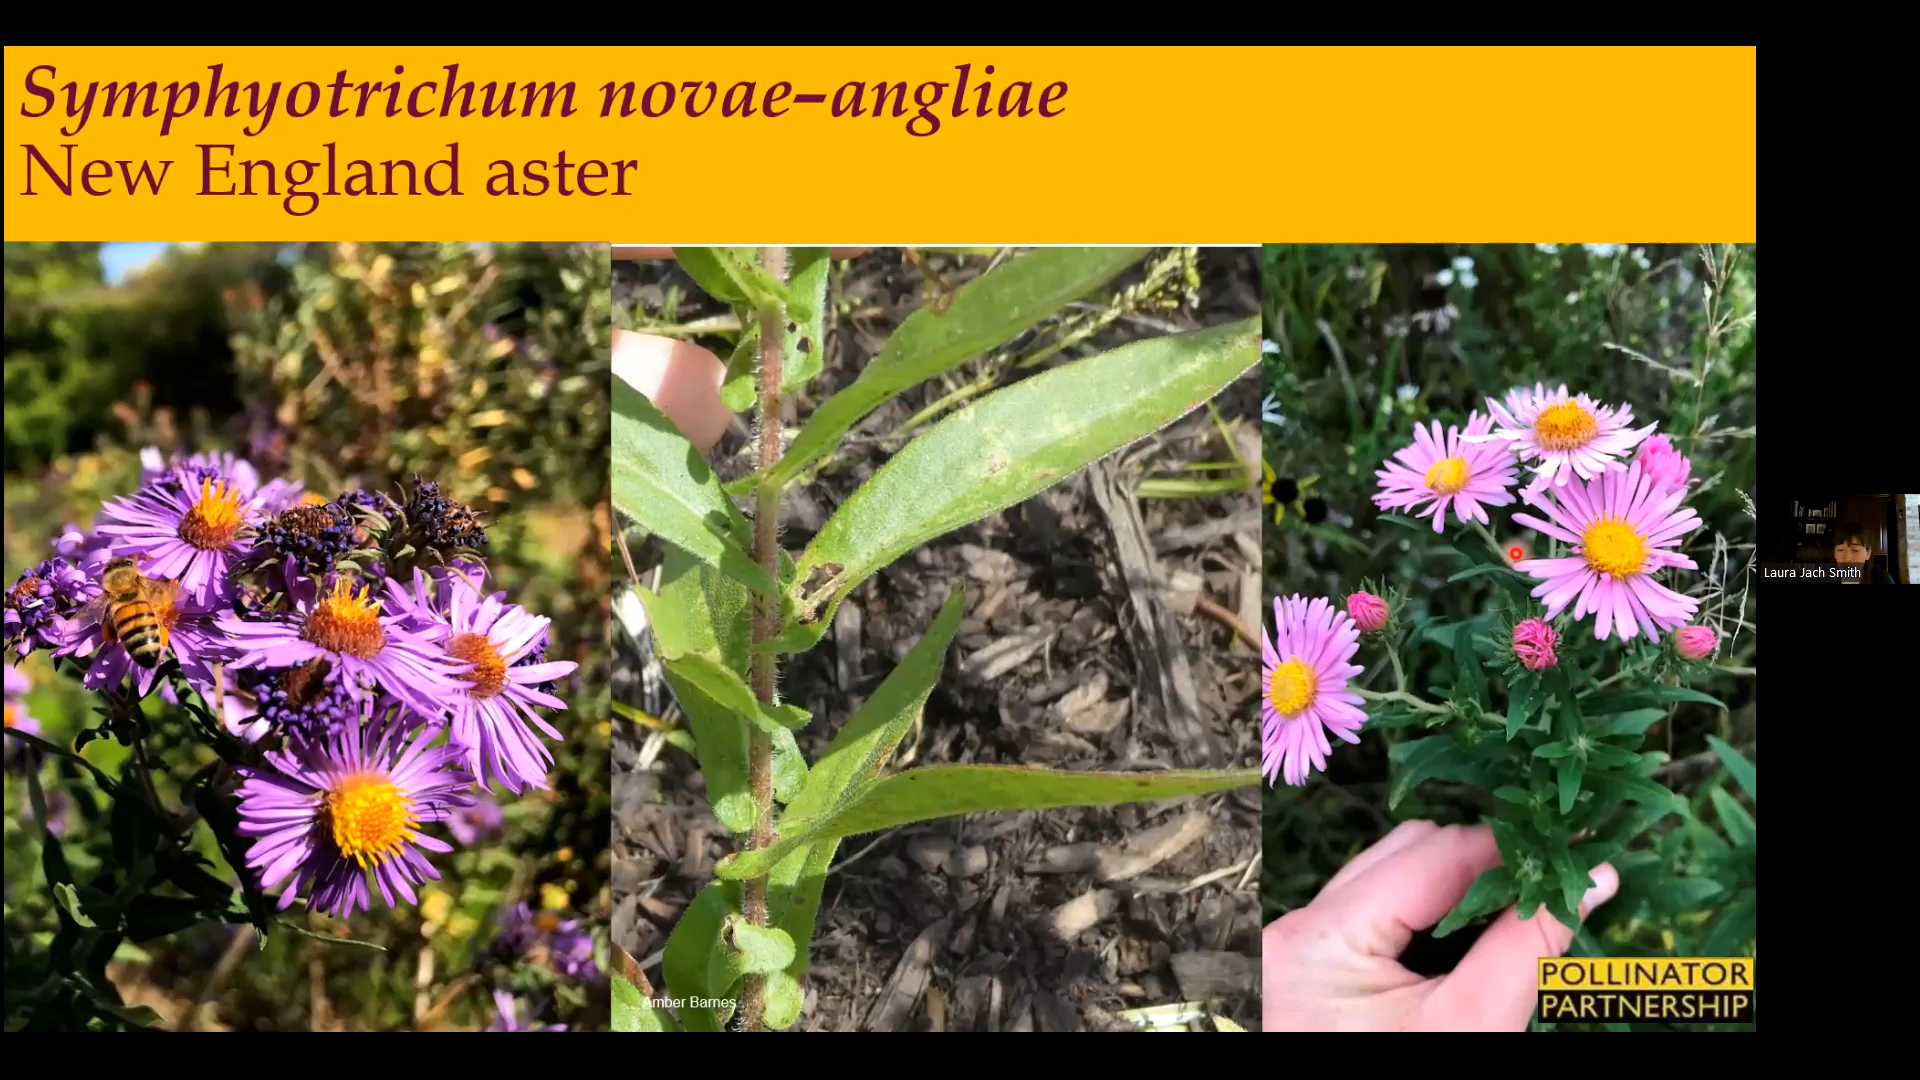 Symphyotrichum novae–angliae
New England aster
Laura Jach Smith
Amber Barnes
POLLINATOR
PARTNERSHIP